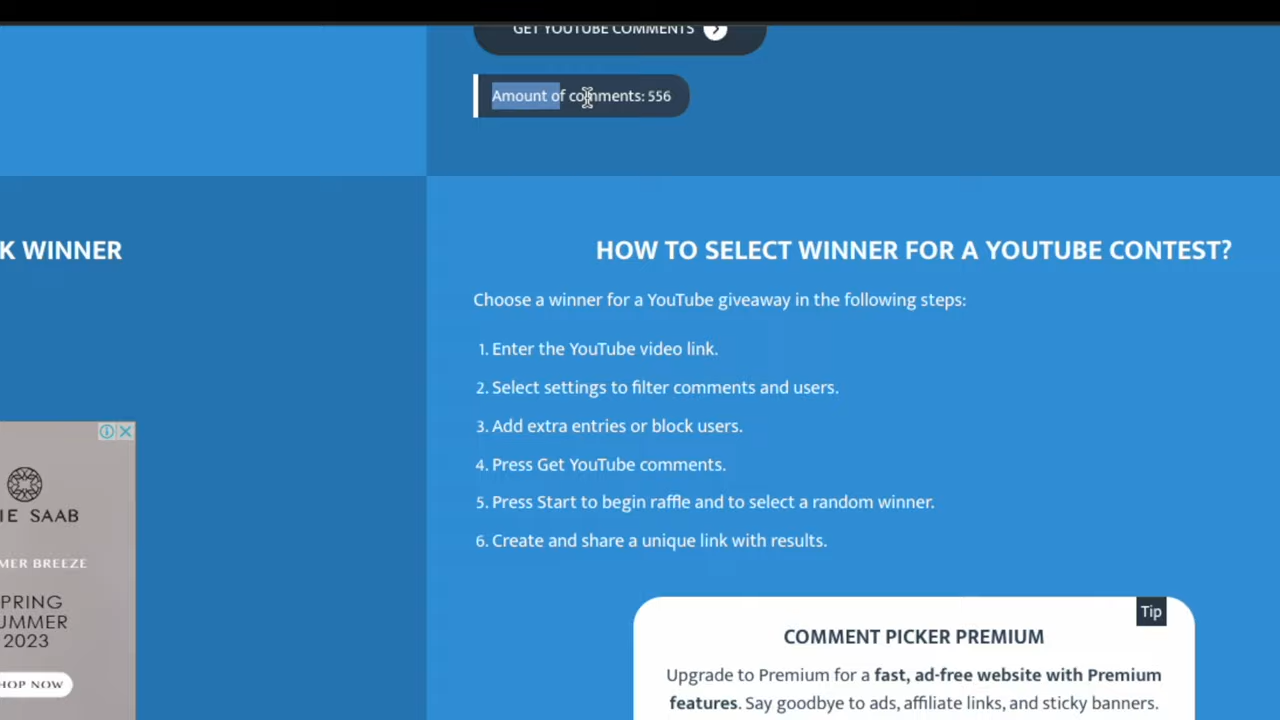 GET YOUTUBE COMMENTS
Amount of comments: 556
K WINNER
HOW TO SELECT WINNER FOR A YOUTUBE CONTEST?
Choose a winner for a YouTube giveaway in the following steps:
1. Enter the YouTube video link.
2. Select settings to filter comments and users.
3. Add extra entries or block users.
4. Press Get YouTube comments.
5. Press Start to begin raffle and to select a random winner.
6. Create and share a unique link with results.
IE SAAB
MER BREEZE
PRING
UMMER
2023
HOP NOW
Tip
COMMENT PICKER PREMIUM
Upgrade to Premium for a fast, ad-free website with Premium
features. Say goodbye to ads, affiliate links, and sticky banners.